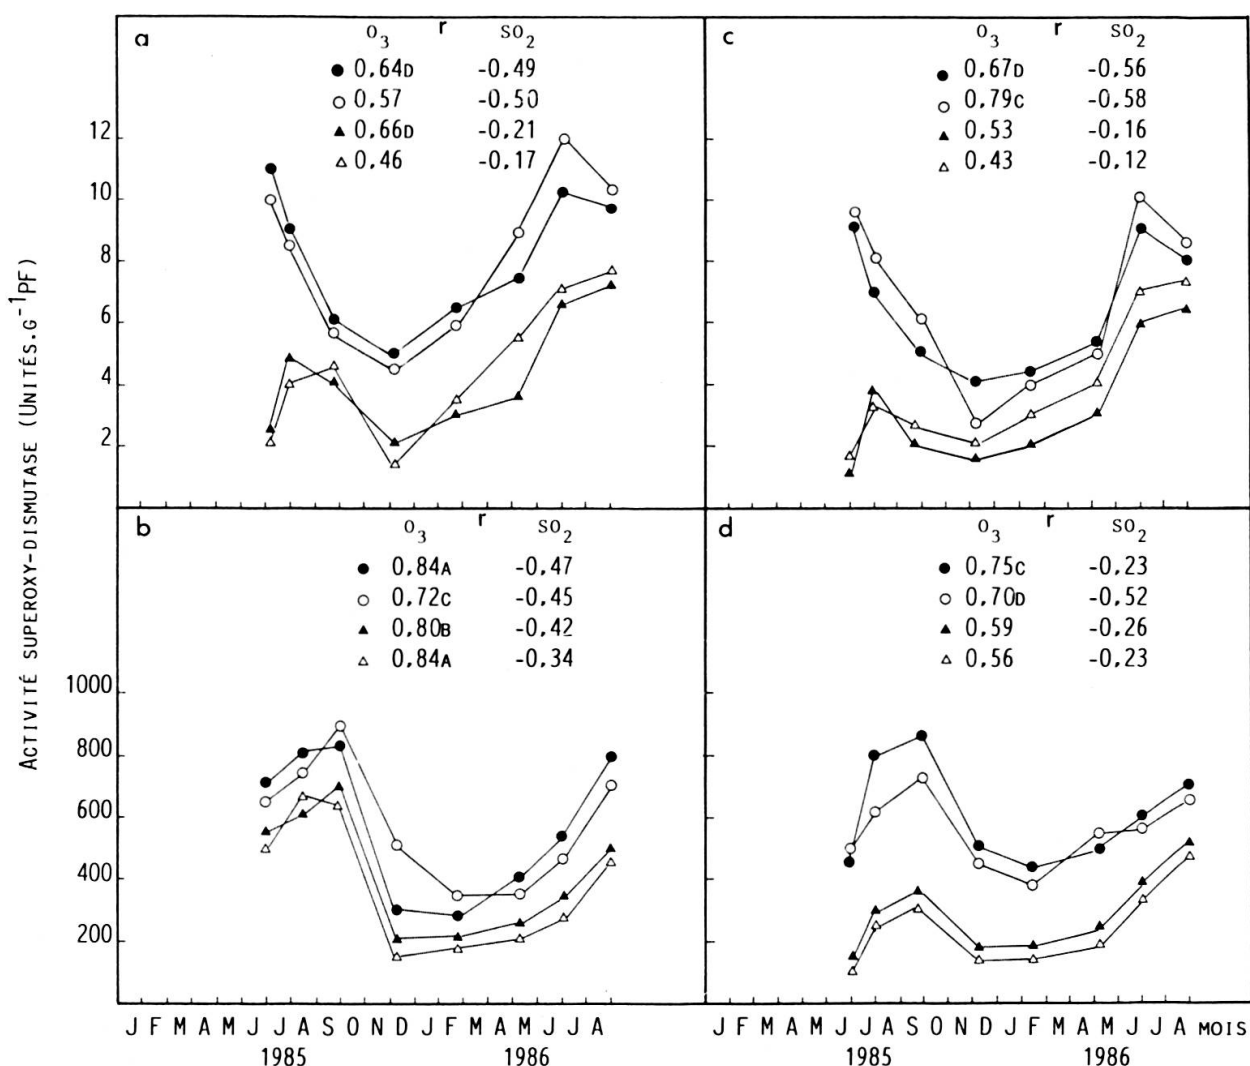 a O3 r SO2
● 0,64D -0,49
○ 0,57 -0,50
▲ 0,66D -0,21
△ 0,46 -0,17
c O3 r SO2
● 0,67D -0,56
○ 0,79C -0,58
▲ 0,53 -0,16
△ 0,43 -0,12
12
10
8
6
4
2
ACTIVITÉ SUPEROXY-DISMUTASE (UNITÉS.G-1PF)
b O3 r SO2
● 0,84A -0,47
○ 0,72C -0,45
▲ 0,80B -0,42
△ 0,84A -0,34
d O3 r SO2
● 0,75C -0,23
○ 0,70D -0,52
▲ 0,59 -0,26
△ 0,56 -0,23
1000
800
600
400
200
J F M A M J J A S O N D J F M A M J J A
1985 1986
J F M A M J J A S O N D J F M A M J J A MOIS
1985 1986